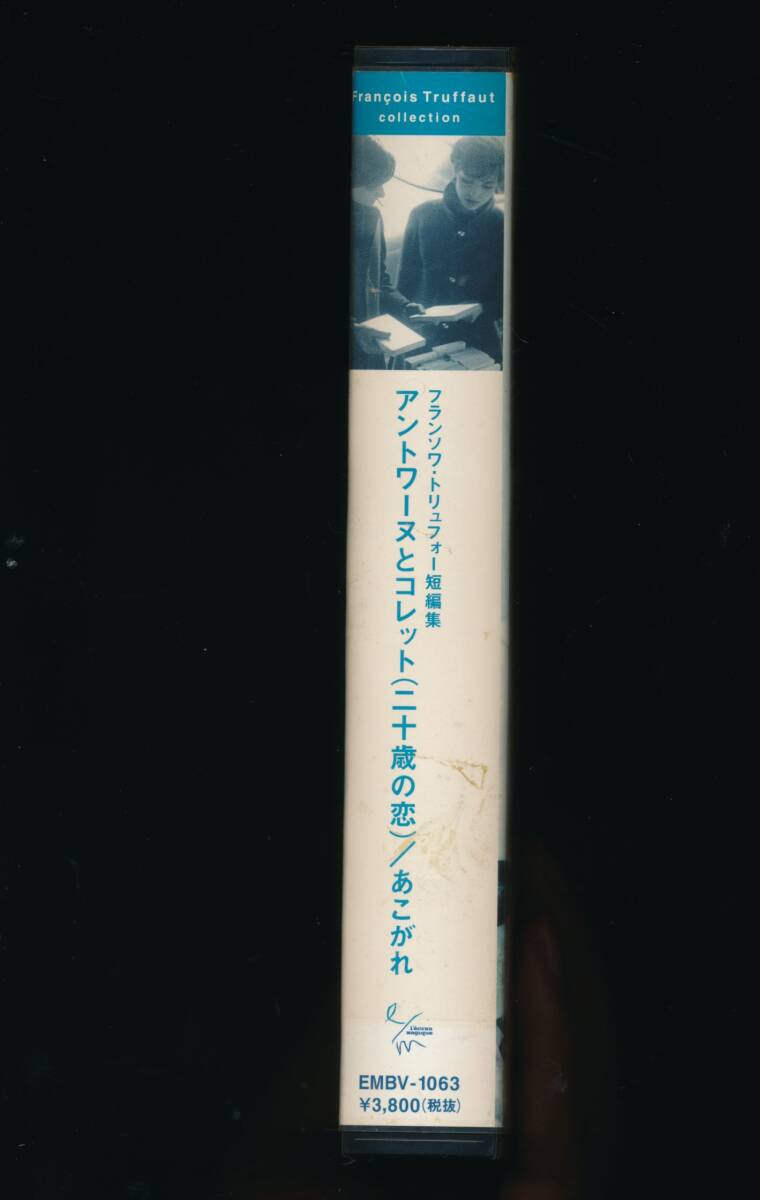 François Truffaut
collection
フランソワ・トリュフォー短編集
アントワーヌとコレット(二十歳の恋)/あこがれ
e/m
l'écran
magique
EMBV-1063
¥3,800(税抜)